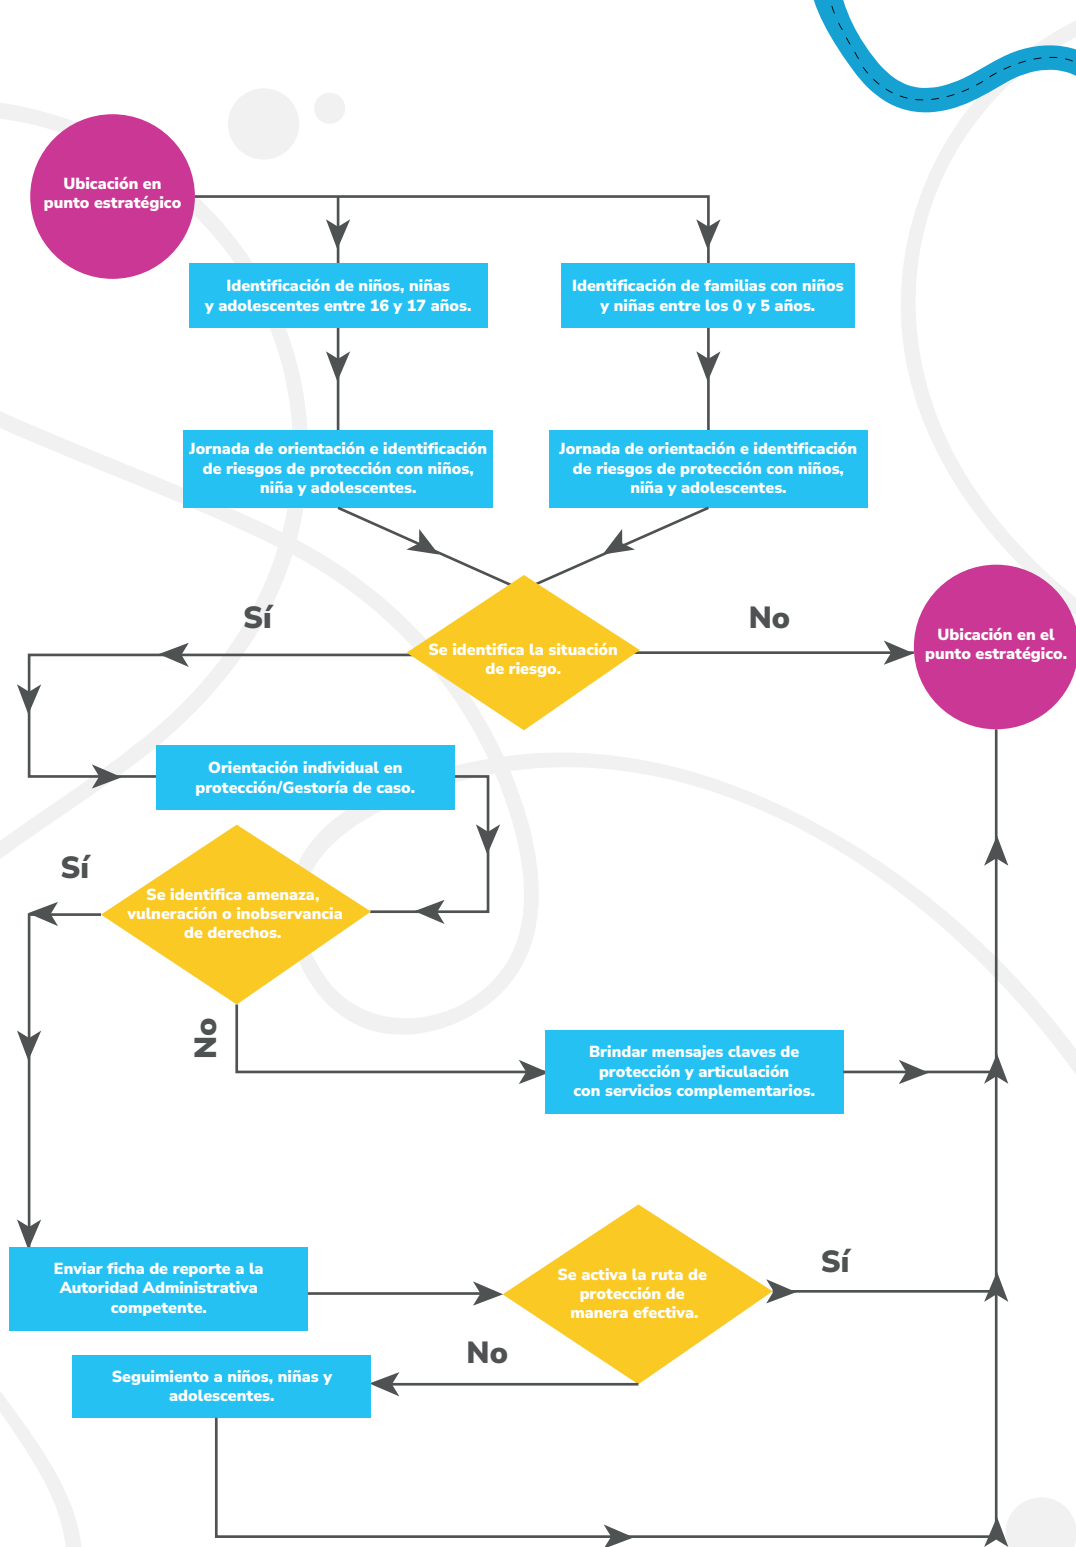 Ubicación en
punto estratégico
Identificación de niños, niñas
y adolescentes entre 16 y 17 años.
Identificación de familias con niños
y niñas entre los 0 y 5 años.
Jornada de orientación e identificación
de riesgos de protección con niños,
niña y adolescentes.
Jornada de orientación e identificación
de riesgos de protección con niños,
niña y adolescentes.
Sí
No
Se identifica la situación
de riesgo.
Ubicación en el
punto estratégico.
Orientación individual en
protección/Gestoría de caso.
Sí
Se identifica amenaza,
vulneración o inobservancia
de derechos.
No
Brindar mensajes claves de
protección y articulación
con servicios complementarios.
Enviar ficha de reporte a la
Autoridad Administrativa
competente.
Se activa la ruta de
protección de
manera efectiva.
Sí
No
Seguimiento a niños, niñas y
adolescentes.